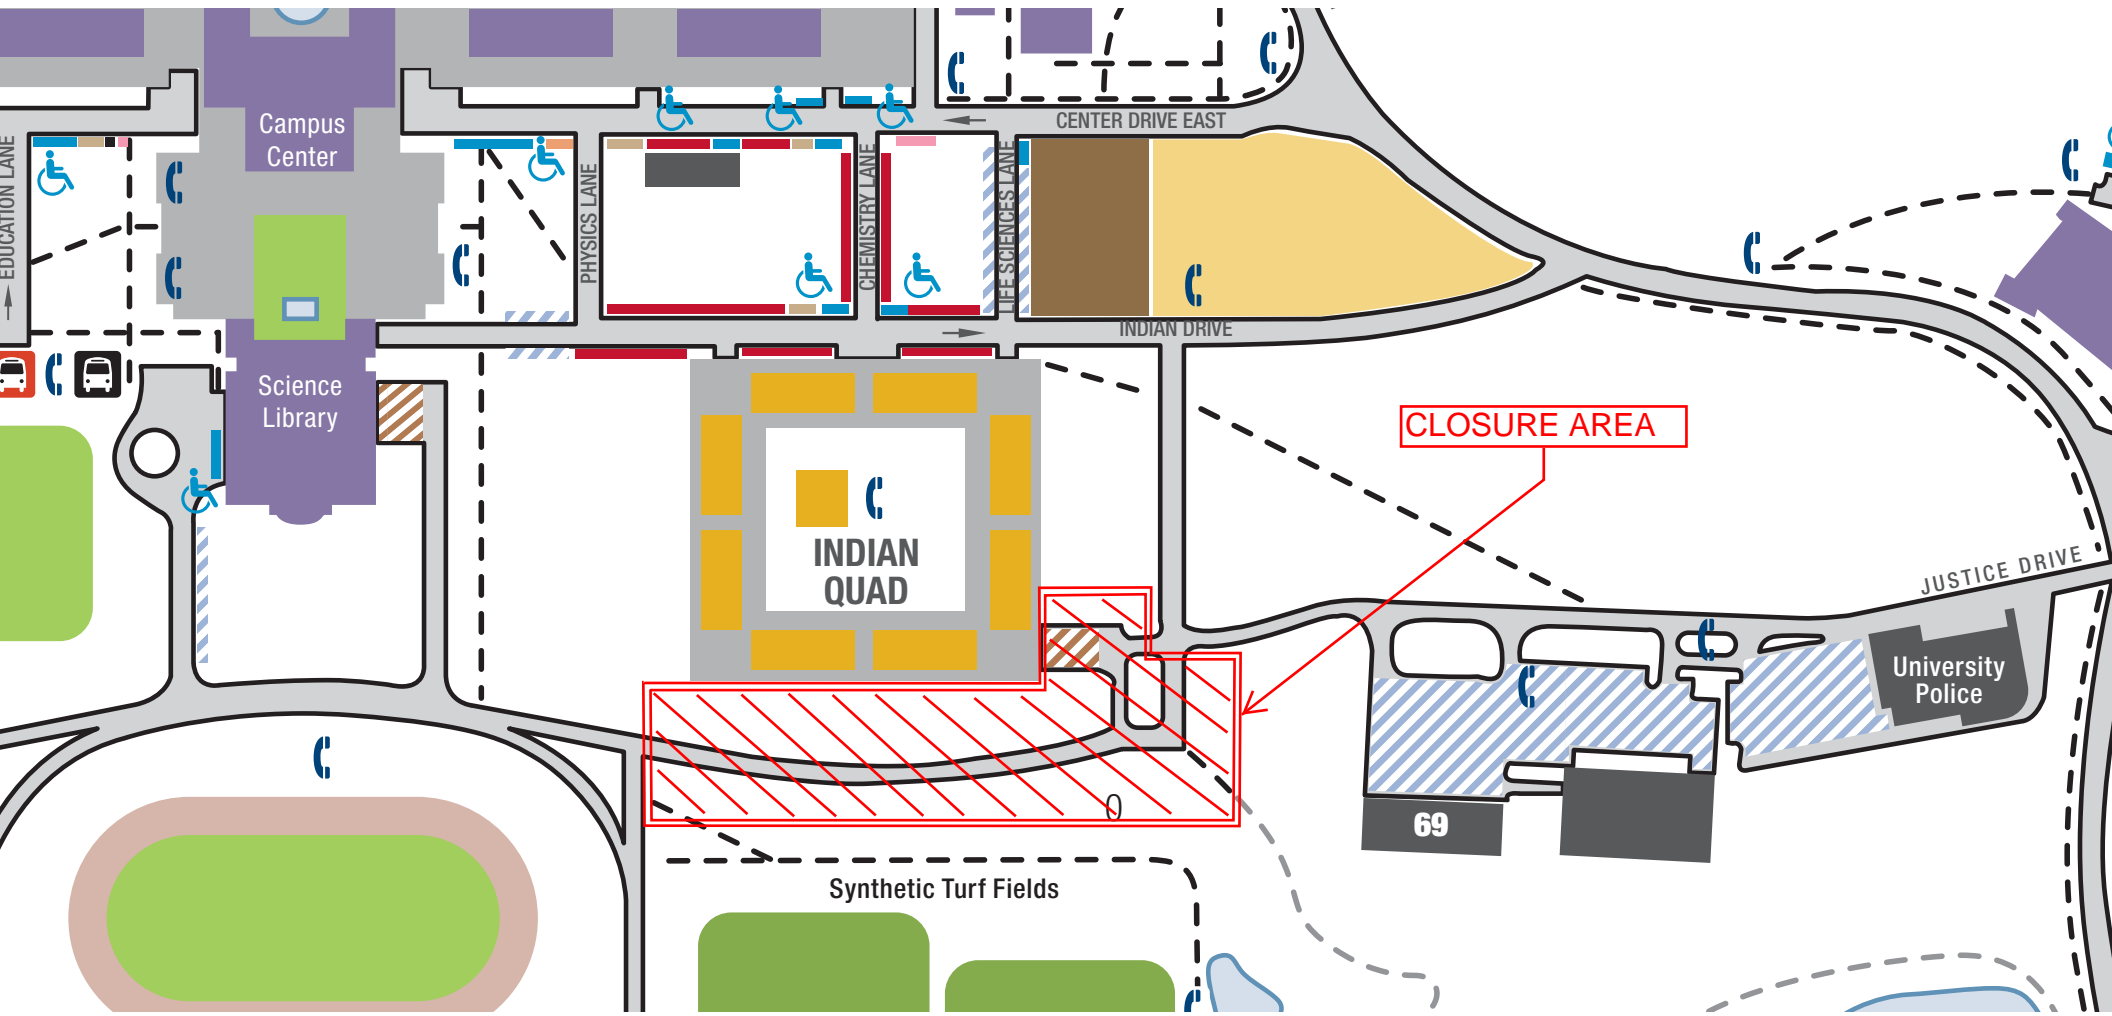 CENTER DRIVE EAST
Campus
Center
EDUCATION LANE
PHYSICS LANE
CHEMISTRY LANE
LIFE SCIENCES LANE
INDIAN DRIVE
Science
Library
CLOSURE AREA
INDIAN
QUAD
JUSTICE DRIVE
University
Police
0
69
Synthetic Turf Fields